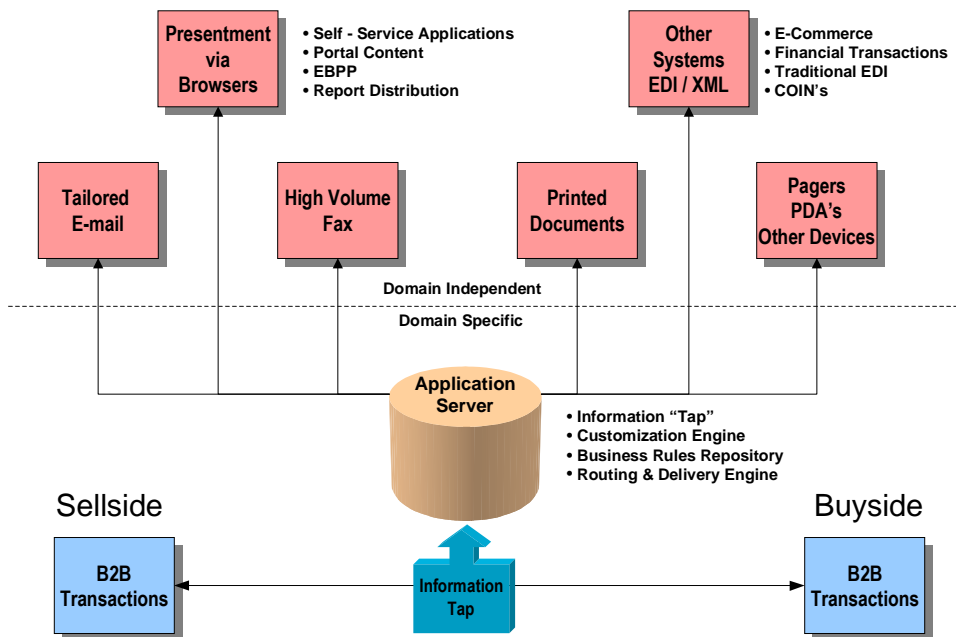 Presentment
via
Browsers
• Self - Service Applications
• Portal Content
• EBPP
• Report Distribution
Other
Systems
EDI / XML
• E-Commerce
• Financial Transactions
• Traditional EDI
• COIN's
Tailored
E-mail
High Volume
Fax
Printed
Documents
Pagers
PDA's
Other Devices
Domain Independent
Domain Specific
Application
Server
• Information “Tap”
• Customization Engine
• Business Rules Repository
• Routing & Delivery Engine
Sellside
Buyside
B2B
Transactions
Information
Tap
B2B
Transactions